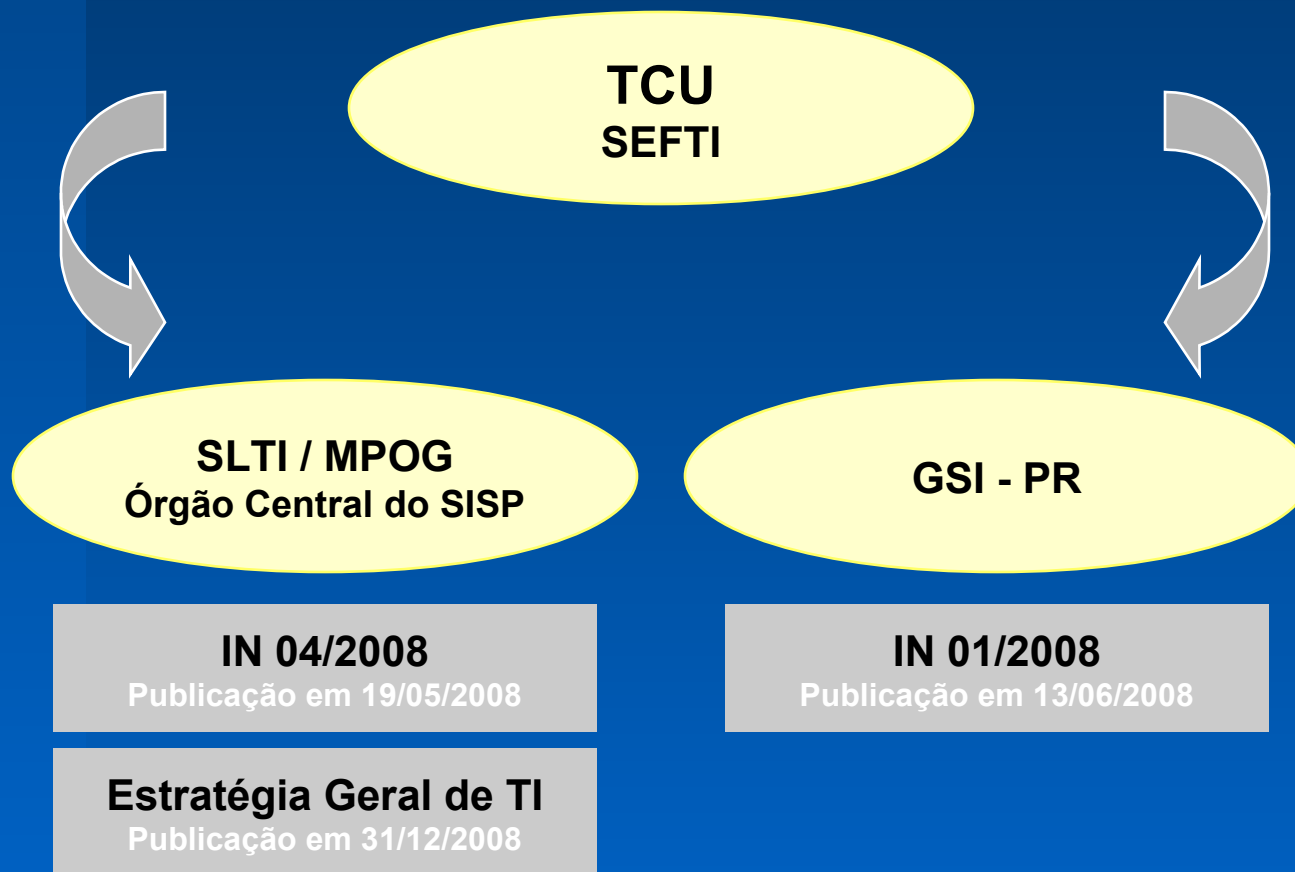 TCU
SEFTI
SLTI / MPOG
Órgão Central do SISP
GSI - PR
IN 04/2008
Publicação em 19/05/2008
IN 01/2008
Publicação em 13/06/2008
Estratégia Geral de TI
Publicação em 31/12/2008